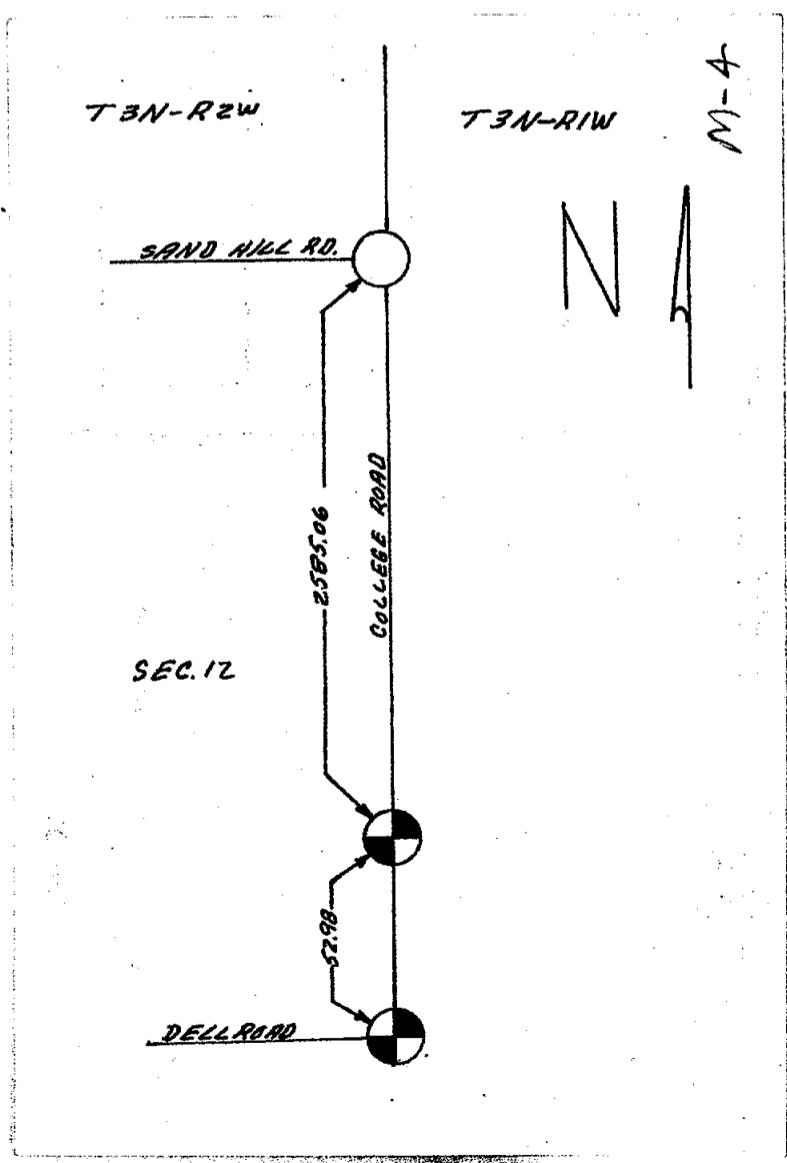 T3N-R2W
T3N-R1W
M-4
SAND HILL RD.
N
2585.06
COLLEGE ROAD
SEC. 12
52.98
DELL ROAD